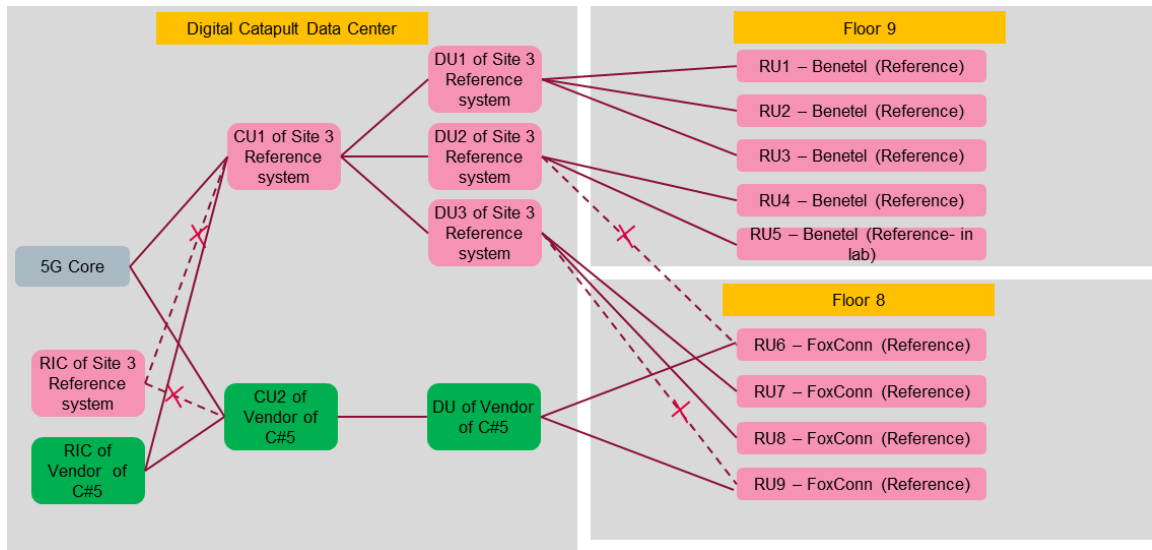 Digital Catapult Data Center
Floor 9
DU1 of Site 3
Reference
system
RU1 – Benetel (Reference)
RU2 – Benetel (Reference)
CU1 of Site 3
Reference
system
DU2 of Site 3
Reference
system
RU3 – Benetel (Reference)
RU4 – Benetel (Reference)
DU3 of Site 3
Reference
system
RU5 – Benetel (Reference- in
lab)
5G Core
Floor 8
RIC of Site 3
Reference
system
RU6 – FoxConn (Reference)
RU7 – FoxConn (Reference)
CU2 of
Vendor of
C#5
DU of Vendor
of C#5
RU8 – FoxConn (Reference)
RIC of
Vendor of
C#5
RU9 – FoxConn (Reference)